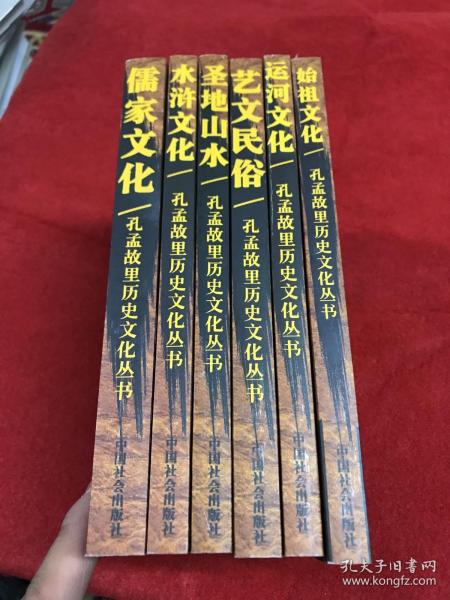 儒家文化/孔孟故里历史文化丛书
中国社会出版社
水浒文化/孔孟故里历史文化丛书
中国社会出版社
圣地山水/孔孟故里历史文化丛书
中国社会出版社
艺文民俗/孔孟故里历史文化丛书
中国社会出版社
运河文化/孔孟故里历史文化丛书
中国社会出版社
始祖文化/孔孟故里历史文化丛书
中国社会出版社
孔夫子旧书网
www.kongfz.com